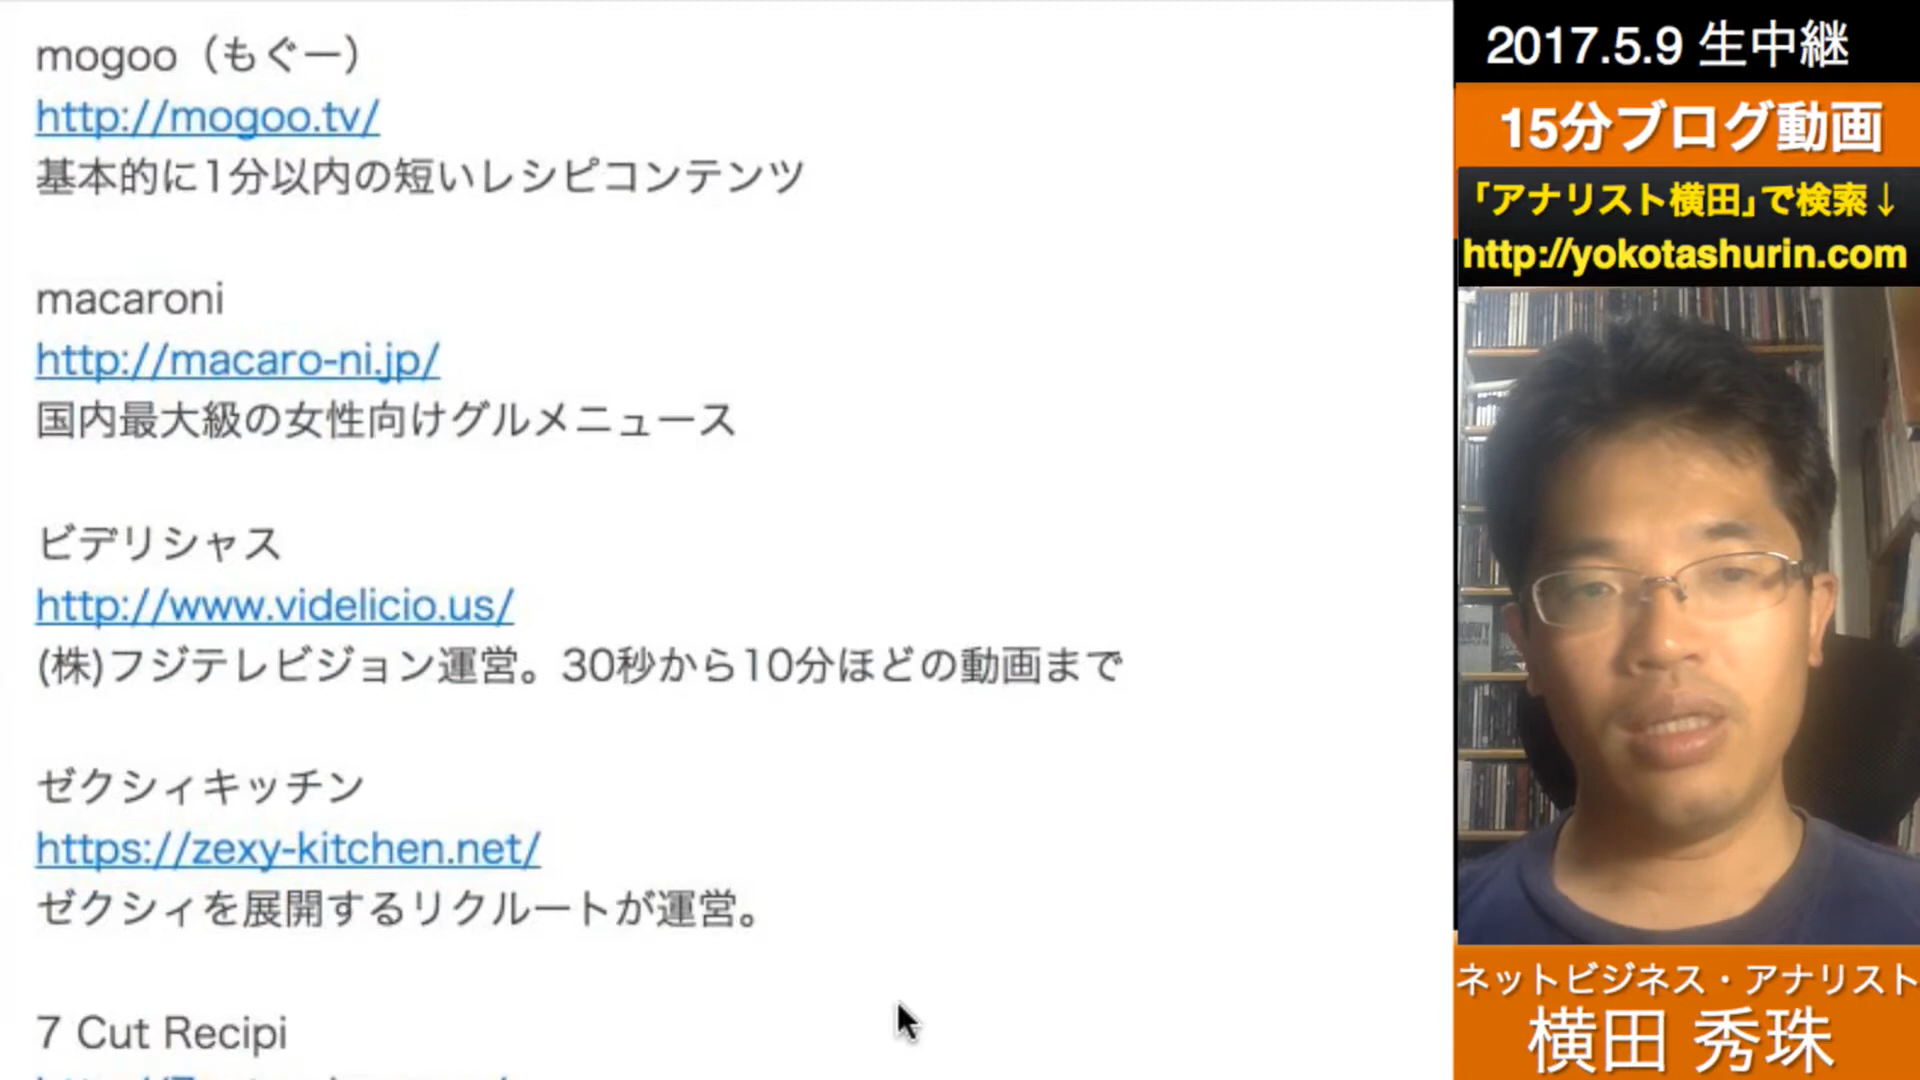 mogoo（もぐー）
http://mogoo.tv/
基本的に1分以内の短いレシピコンテンツ
macaroni
http://macaro-ni.jp/
国内最大級の女性向けグルメニュース
ビデリシャス
http://www.videlicio.us/
(株)フジテレビジョン運営。30秒から10分ほどの動画まで
ゼクシィキッチン
https://zexy-kitchen.net/
ゼクシィを展開するリクルートが運営。
7 Cut Recipi
2017.5.9 生中継
15分ブログ動画
「アナリスト横田」で検索↓
http://yokotashurin.com
ネットビジネス・アナリスト
横田 秀珠